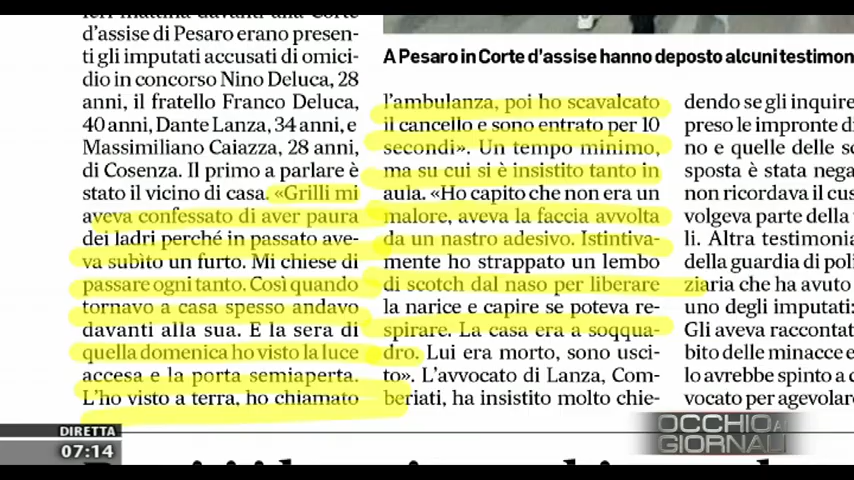 ieri mattina davanti alla Corte
d'assise di Pesaro erano presen-
ti gli imputati accusati di omici-
dio in concorso Nino Deluca, 28
anni, il fratello Franco Deluca,
40 anni, Dante Lanza, 34 anni, e
Massimiliano Caiazza, 28 anni,
di Cosenza. Il primo a parlare è
stato il vicino di casa. «Grilli mi
aveva confessato di aver paura
dei ladri perché in passato ave-
va subìto un furto. Mi chiese di
passare ogni tanto. Così quando
tornavo a casa spesso andavo
davanti alla sua. E la sera di
quella domenica ho visto la luce
accesa e la porta semiaperta.
L'ho visto a terra, ho chiamato
A Pesaro in Corte d'assise hanno deposto alcuni testimon
l'ambulanza, poi ho scavalcato
il cancello e sono entrato per 10
secondi». Un tempo minimo,
ma su cui si è insistito tanto in
aula. «Ho capito che non era un
malore, aveva la faccia avvolta
da un nastro adesivo. Istintiva-
mente ho strappato un lembo
di scotch dal naso per liberare
la narice e capire se poteva re-
spirare. La casa era a soqqua-
dro. Lui era morto, sono usci-
to». L'avvocato di Lanza, Com-
beriati, ha insistito molto chie-
dendo se gli inquire
preso le impronte di
no e quelle delle sc
sposta è stata nega
non ricordava il cus
volgeva parte della
li. Altra testimonia
della guardia di poli
ziaria che ha avuto
uno degli imputati:
Gli aveva raccontat
bito delle minacce e
lo avrebbe spinto a c
vocato per agevolare
DIRETTA
07:14
OCCHIO AI
GIORNALI